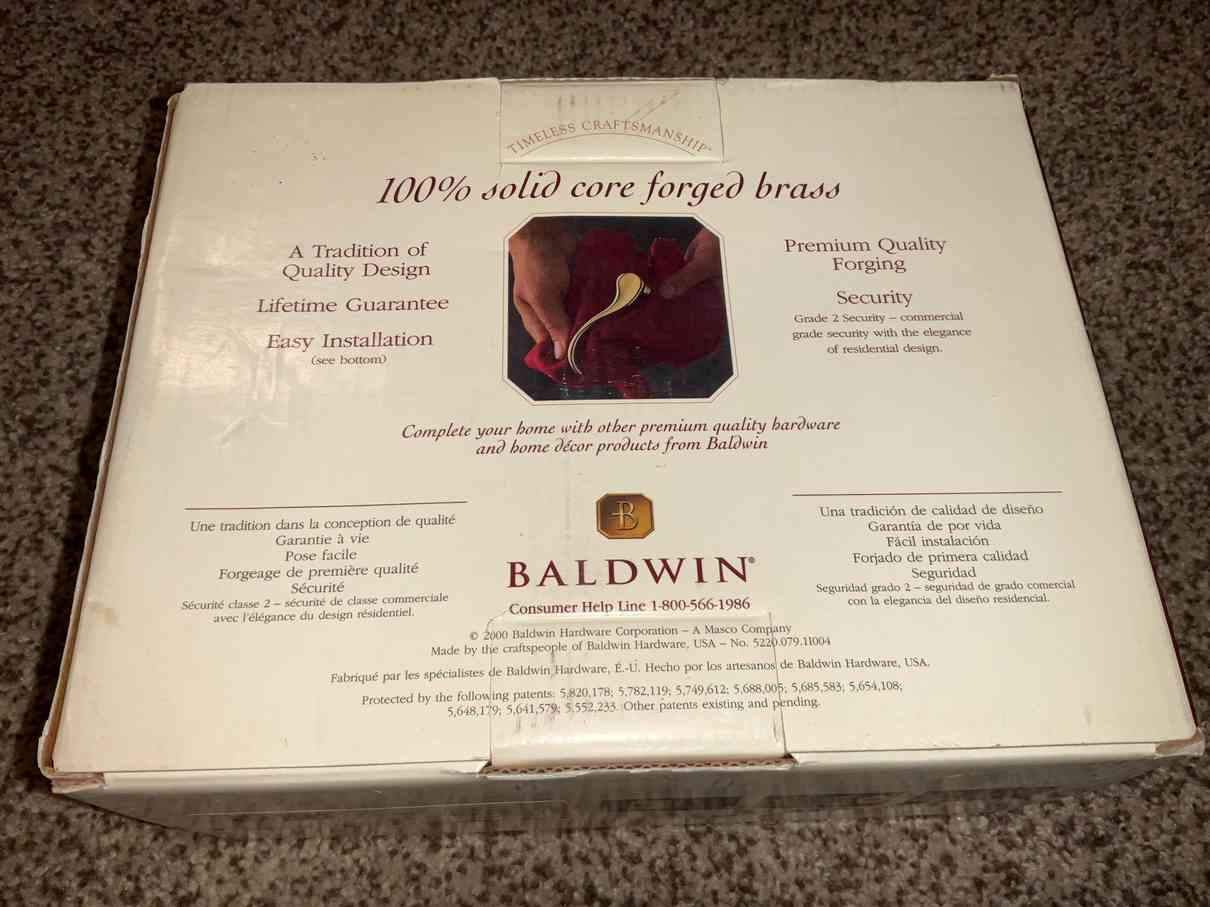 TIMELESS CRAFTSMANSHIP
100% solid core forged brass
A Tradition of
Quality Design
Lifetime Guarantee
Easy Installation
(see bottom)
Premium Quality
Forging
Security
Grade 2 Security – commercial
grade security with the elegance
of residential design.
Complete your home with other premium quality hardware
and home décor products from Baldwin
Une tradition dans la conception de qualité
Garantie à vie
Pose facile
Forgeage de première qualité
Sécurité
Sécurité classe 2 – sécurité de classe commerciale
avec l'élégance du design résidentiel.
B
BALDWIN®
Consumer Help Line 1-800-566-1986
Una tradición de calidad de diseño
Garantía de por vida
Fácil instalación
Forjado de primera calidad
Seguridad
Seguridad grado 2 – seguridad de grado comercial
con la elegancia del diseño residencial.
© 2000 Baldwin Hardware Corporation – A Masco Company
Made by the craftspeople of Baldwin Hardware, USA – No. 5220.079.11004
Fabriqué par les spécialistes de Baldwin Hardware, É.-U. Hecho por los artesanos de Baldwin Hardware, USA.
Protected by the following patents: 5,820,178; 5,782,119; 5,749,612; 5,688,005; 5,685,583; 5,654,108;
5,648,179; 5,641,579; 5,552,233. Other patents existing and pending.